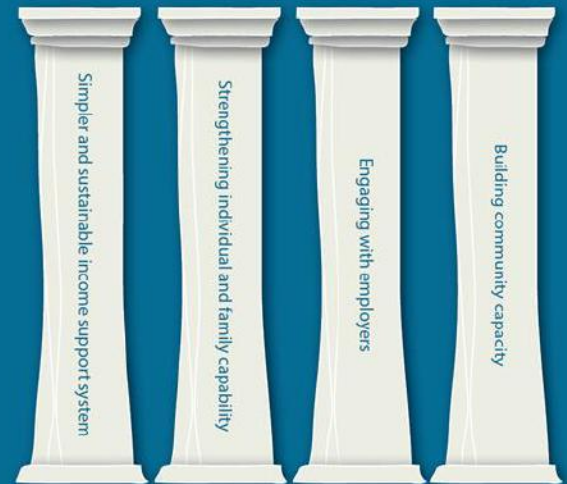 Simpler and sustainable income support system
Strengthening individual and family capability
Engaging with employers
Building community capacity